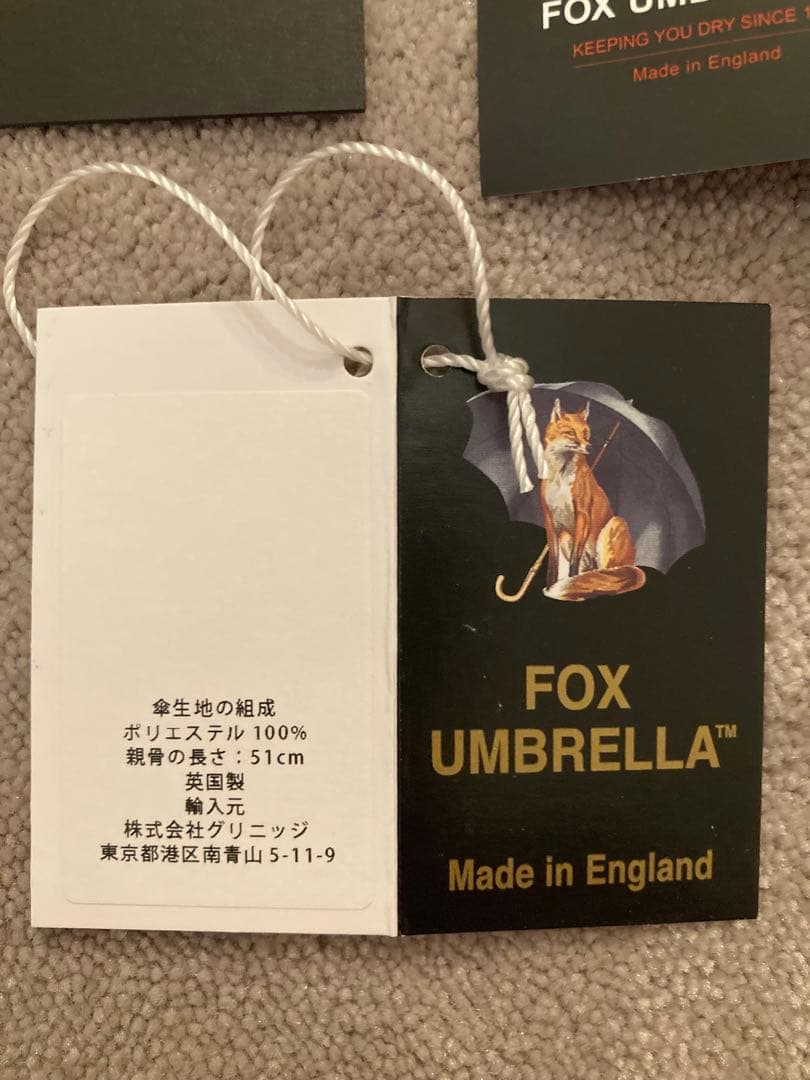 FOX
KEEPING YOU DRY SINCE
Made in England
傘生地の組成
ポリエステル 100%
親骨の長さ：51cm
英国製
輸入元
株式会社グリニッジ
東京都港区南青山 5-11-9
FOX
UMBRELLA™
Made in England